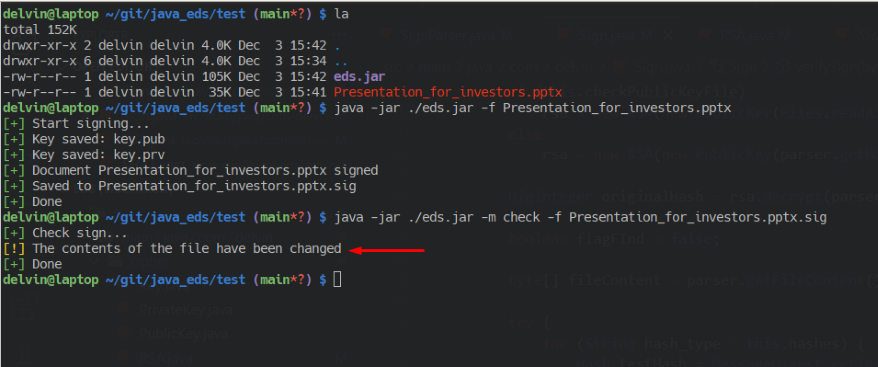 delvin@laptop ~/git/java_eds/test (main*?) $ la
total 152K
drwxr-xr-x 2 delvin delvin 4.0K Dec  3 15:42 .
drwxr-xr-x 6 delvin delvin 4.0K Dec  3 15:34 ..
-rw-r--r-- 1 delvin delvin 105K Dec  3 15:42 eds.jar
-rw-r--r-- 1 delvin delvin  35K Dec  3 15:41 Presentation_for_investors.pptx
delvin@laptop ~/git/java_eds/test (main*?) $ java -jar ./eds.jar -f Presentation_for_investors.pptx
[+] Start signing...
[+] Key saved: key.pub
[+] Key saved: key.prv
[+] Document Presentation_for_investors.pptx signed
[+] Saved to Presentation_for_investors.pptx.sig
[+] Done
delvin@laptop ~/git/java_eds/test (main*?) $ java -jar ./eds.jar -m check -f Presentation_for_investors.pptx.sig
[+] Check sign...
[!] The contents of the file have been changed
[+] Done
delvin@laptop ~/git/java_eds/test (main*?) $